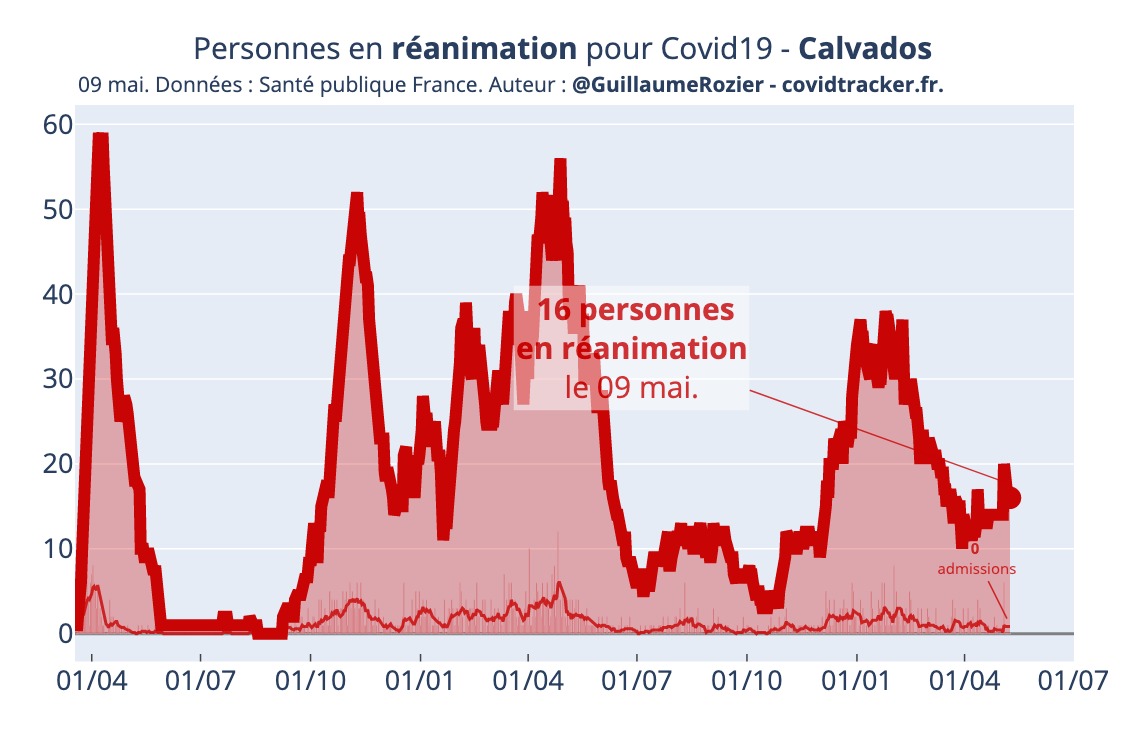 Personnes en réanimation pour Covid19 - Calvados
09 mai. Données : Santé publique France. Auteur : @GuillaumeRozier - covidtracker.fr.
60
50
40
30
20
10
0
16 personnes
en réanimation
le 09 mai.
0
admissions
01/04 01/07 01/10 01/01 01/04 01/07 01/10 01/01 01/04 01/07